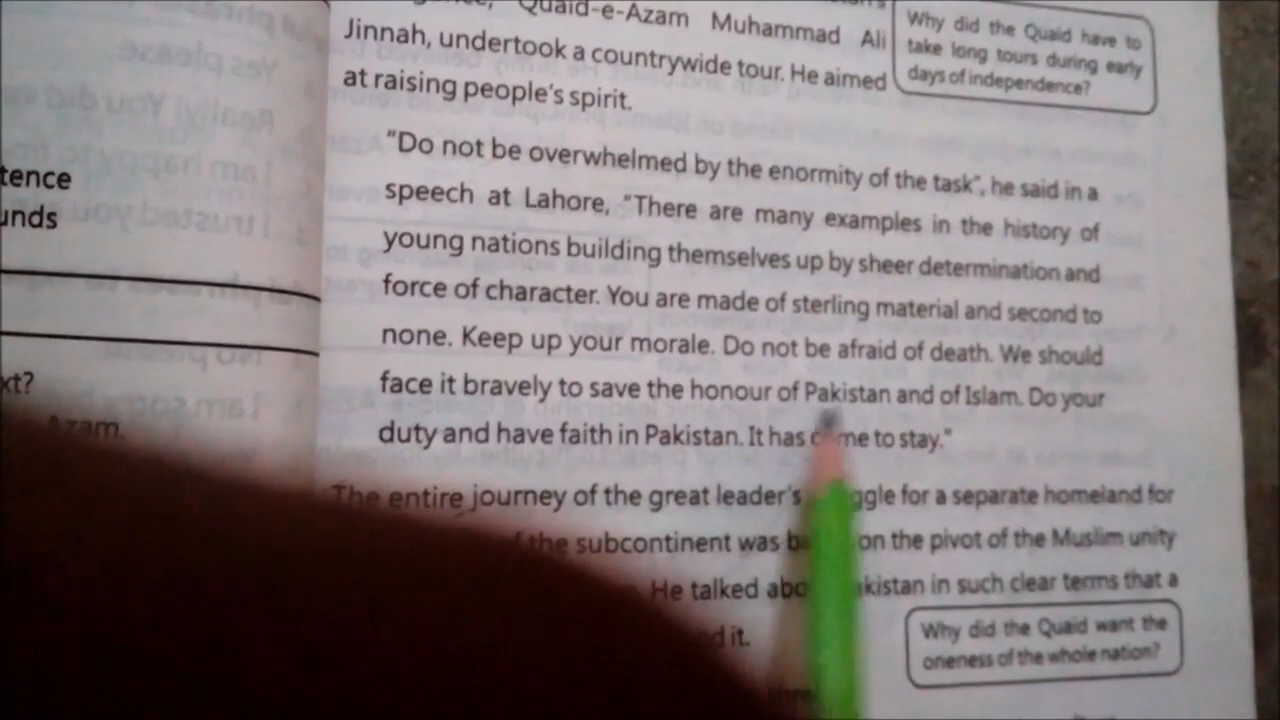 tence
unds
xt?
Azam.
Quaid-e-Azam Muhammad Ali
Jinnah, undertook a countrywide tour. He aimed
at raising people's spirit.
Why did the Quaid have to
take long tours during early
days of independence?
"Do not be overwhelmed by the enormity of the task", he said in a
speech at Lahore, "There are many examples in the history of
young nations building themselves up by sheer determination and
force of character. You are made of sterling material and second to
none. Keep up your morale. Do not be afraid of death. We should
face it bravely to save the honour of Pakistan and of Islam. Do your
duty and have faith in Pakistan. It has come to stay."
The entire journey of the great leader's struggle for a separate homeland for
the subcontinent was on the pivot of the Muslim unity
He talked about Pakistan in such clear terms that a
it.
Why did the Quaid want the
oneness of the whole nation?